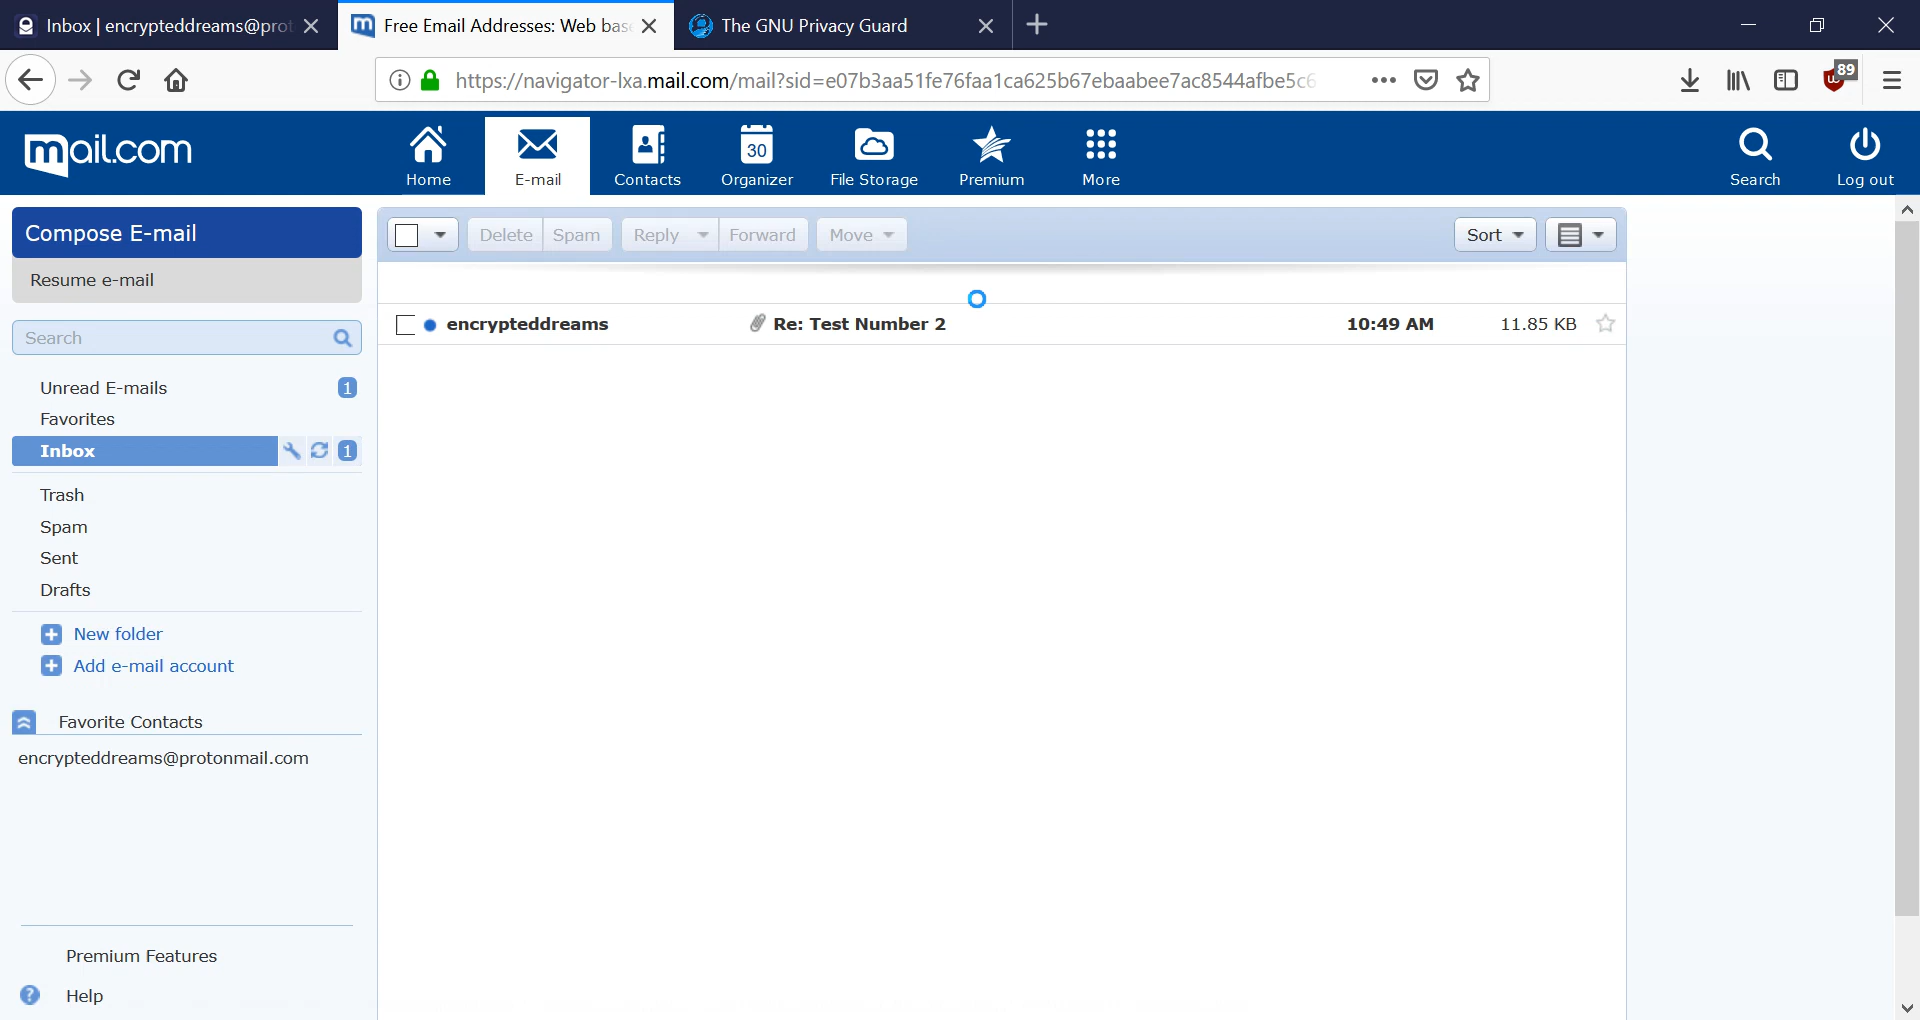 Inbox | encrypteddreams@prot
Free Email Addresses: Web bas
The GNU Privacy Guard
https://navigator-lxa.mail.com/mail?sid=e07b3aa51fe76faa1ca625b67ebaabee7ac8544afbe5c6
89
mail.com
Home
E-mail
Contacts
30
Organizer
File Storage
Premium
More
Search
Log out
Compose E-mail
Resume e-mail
Delete
Spam
Reply
Forward
Move
Sort
encrypteddreams
Re: Test Number 2
10:49 AM
11.85 KB
Search
Unread E-mails 1
Favorites
Inbox 1
Trash
Spam
Sent
Drafts
New folder
Add e-mail account
Favorite Contacts
encrypteddreams@protonmail.com
Premium Features
? Help